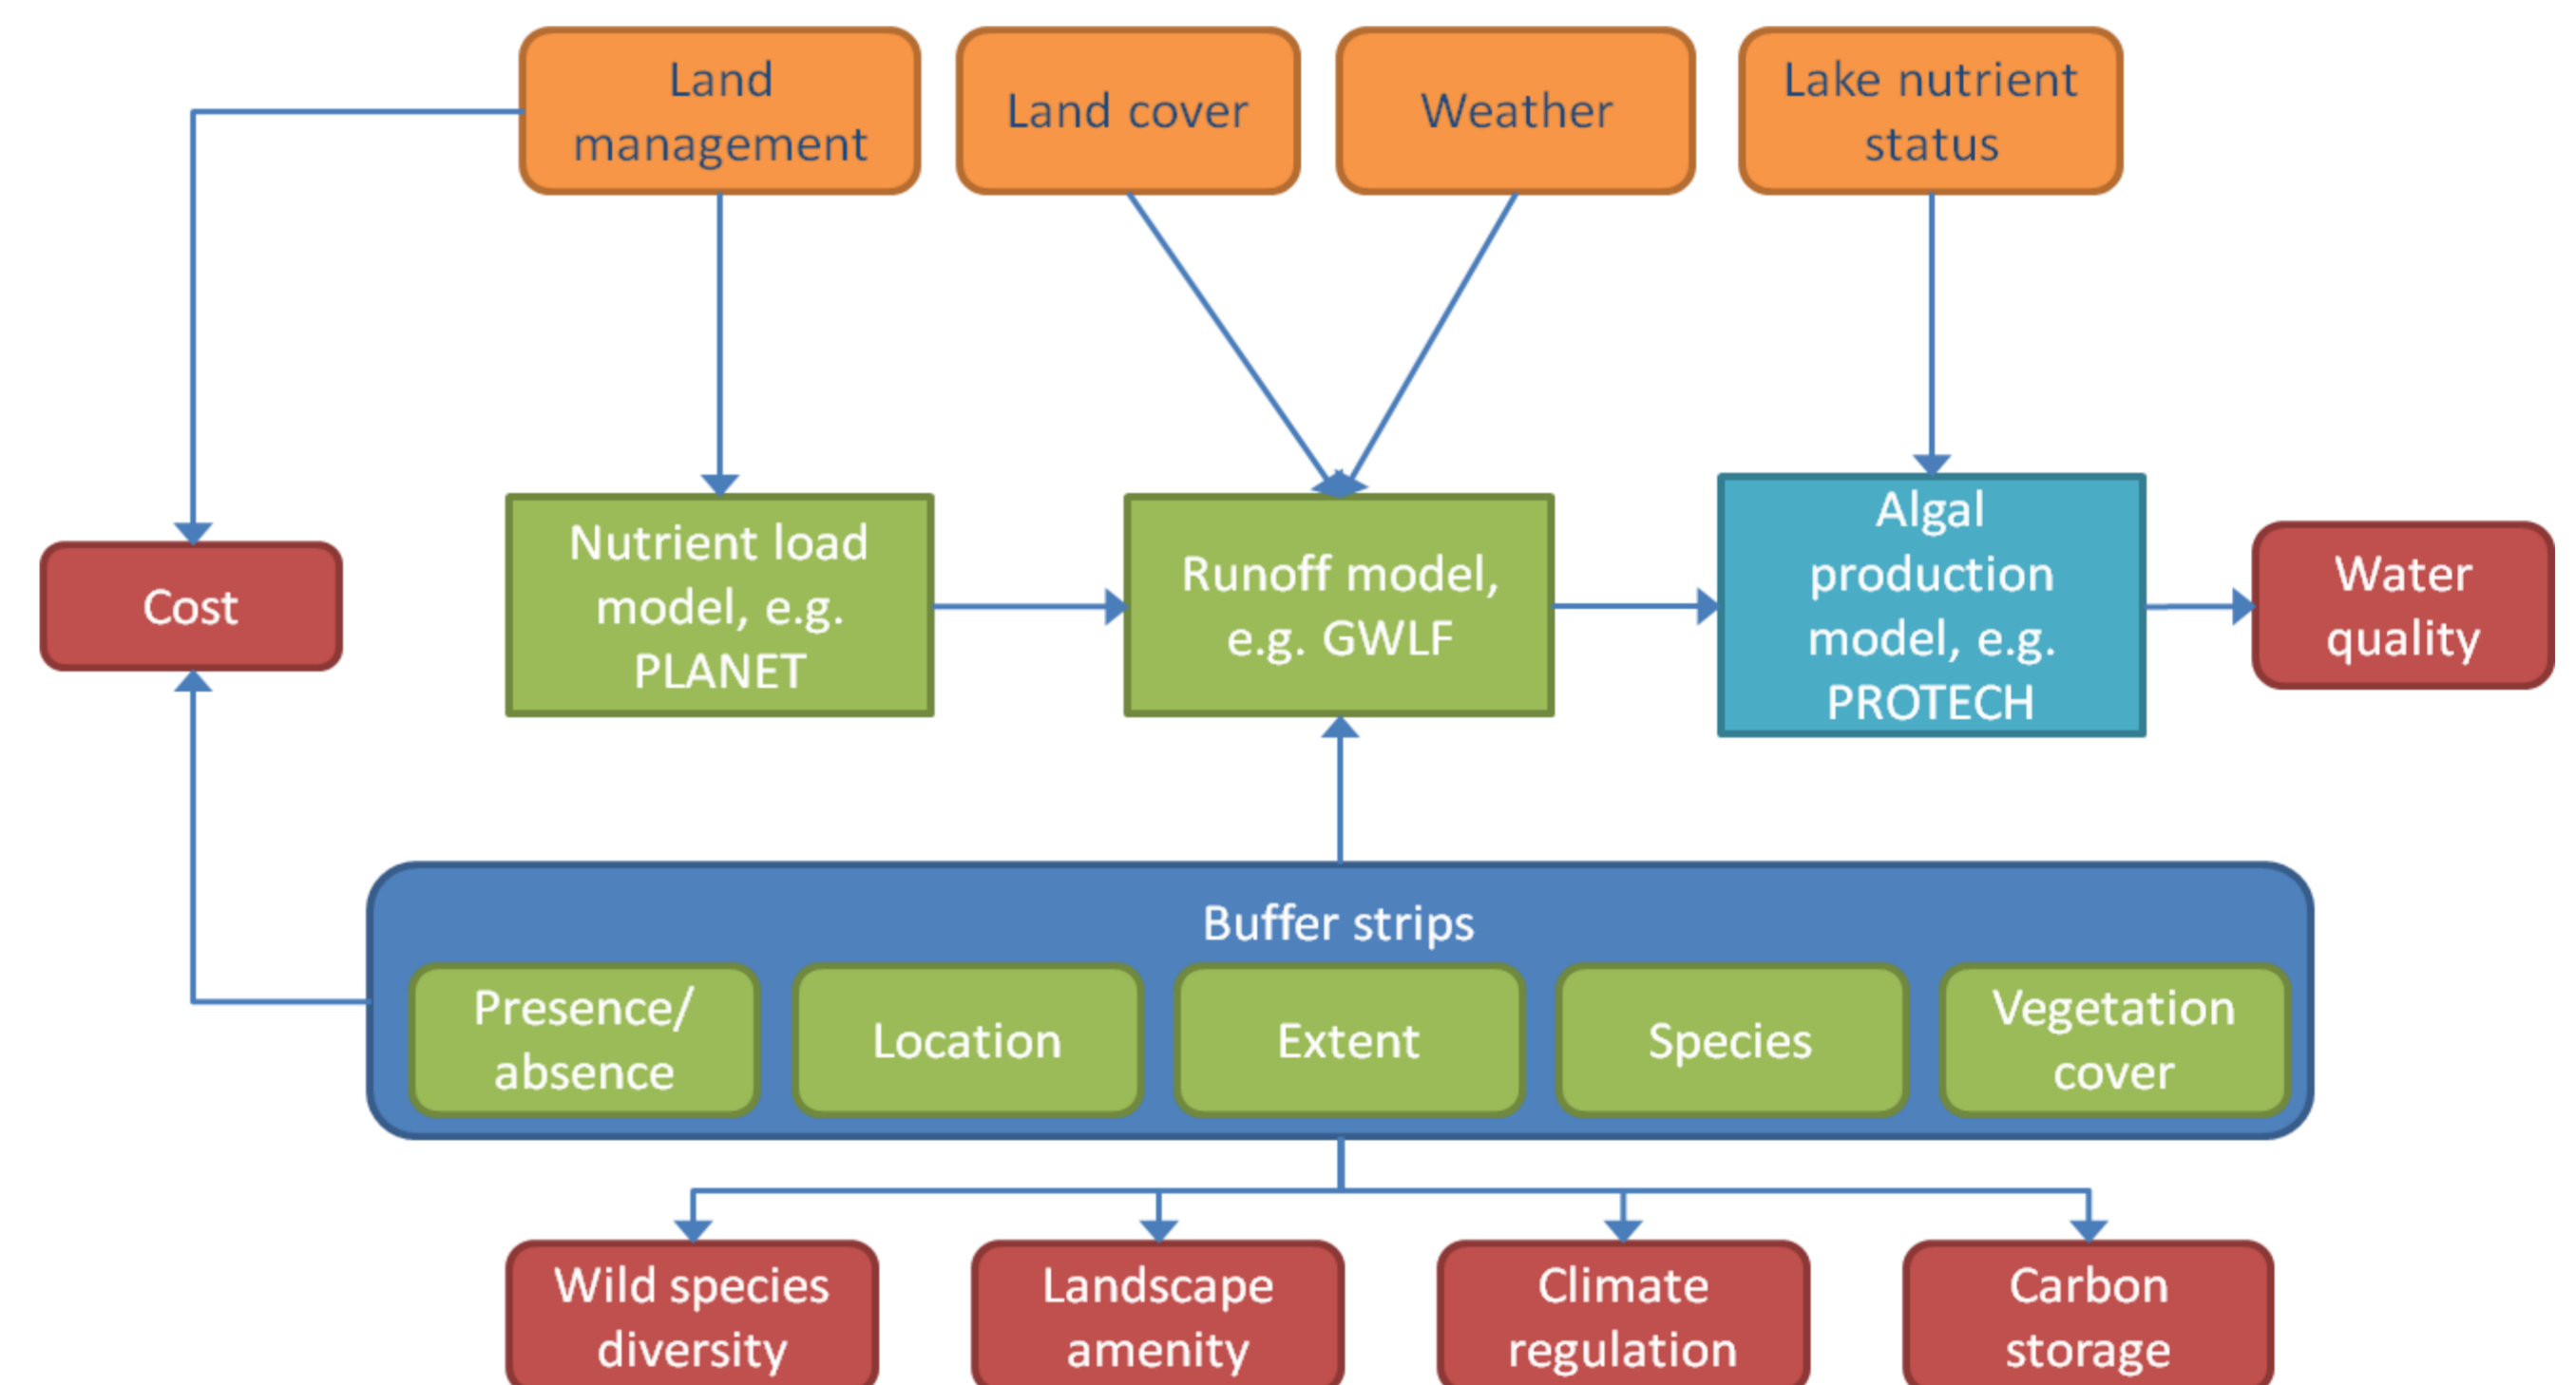 Land
management
Land cover
Weather
Lake nutrient
status
Cost
Nutrient load
model, e.g.
PLANET
Runoff model,
e.g. GWLF
Algal
production
model, e.g.
PROTECH
Water
quality
Buffer strips
Presence/
absence
Location
Extent
Species
Vegetation
cover
Wild species
diversity
Landscape
amenity
Climate
regulation
Carbon
storage